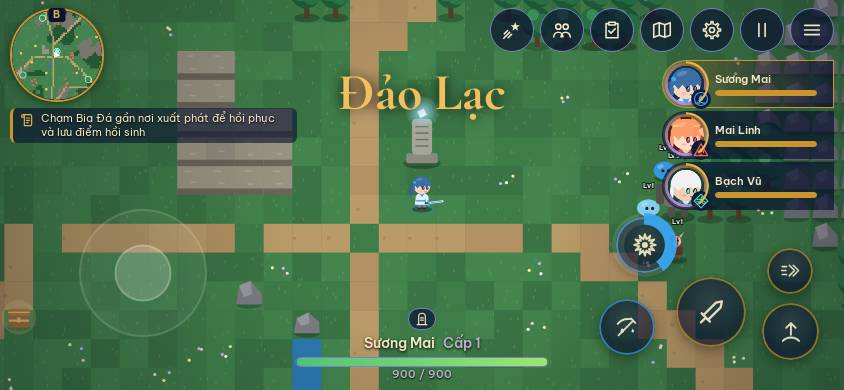 B
Chạm Bia Đá gần nơi xuất phát để hồi phục
và lưu điểm hồi sinh
Đảo Lạc
Sương Mai
Mai Linh
Bạch Vũ
Lv1
Lv1
Sương Mai Cấp 1
900 / 900